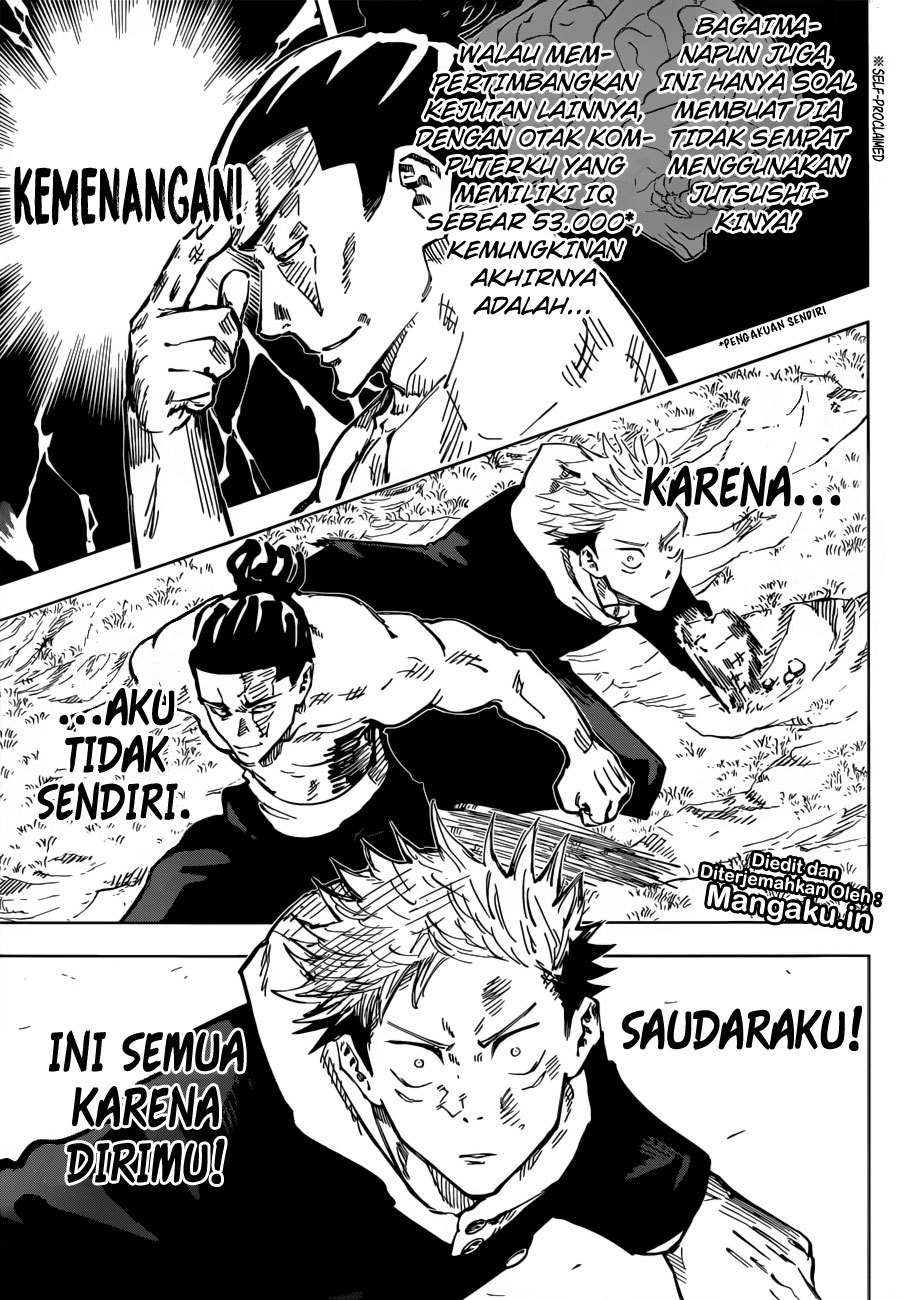 BAGAIMA-
NAPUN JUGA,
INI HANYA SOAL
MEMBUAT DIA
TIDAK SEMPAT
MENGGUNAKAN
JUTSUSHI-
KINYA!
※ SELF-PROCLAIMED
WALAU MEM-
PERTIMBANGKAN
KEJUTAN LAINNYA,
DENGAN OTAK KOM-
PUTERKU YANG
MEMILIKI IQ
SEBEAR 53.000*,
KEMUNGKINAN
AKHIRNYA
ADALAH...
KEMENANGAN!
*PENGAKUAN SENDIRI
KARENA...
...AKU
TIDAK
SENDIRI.
Diedit dan
Diterjemahkan Oleh :
Mangaku.in
SAUDARAKU!
INI SEMUA
KARENA
DIRIMU!